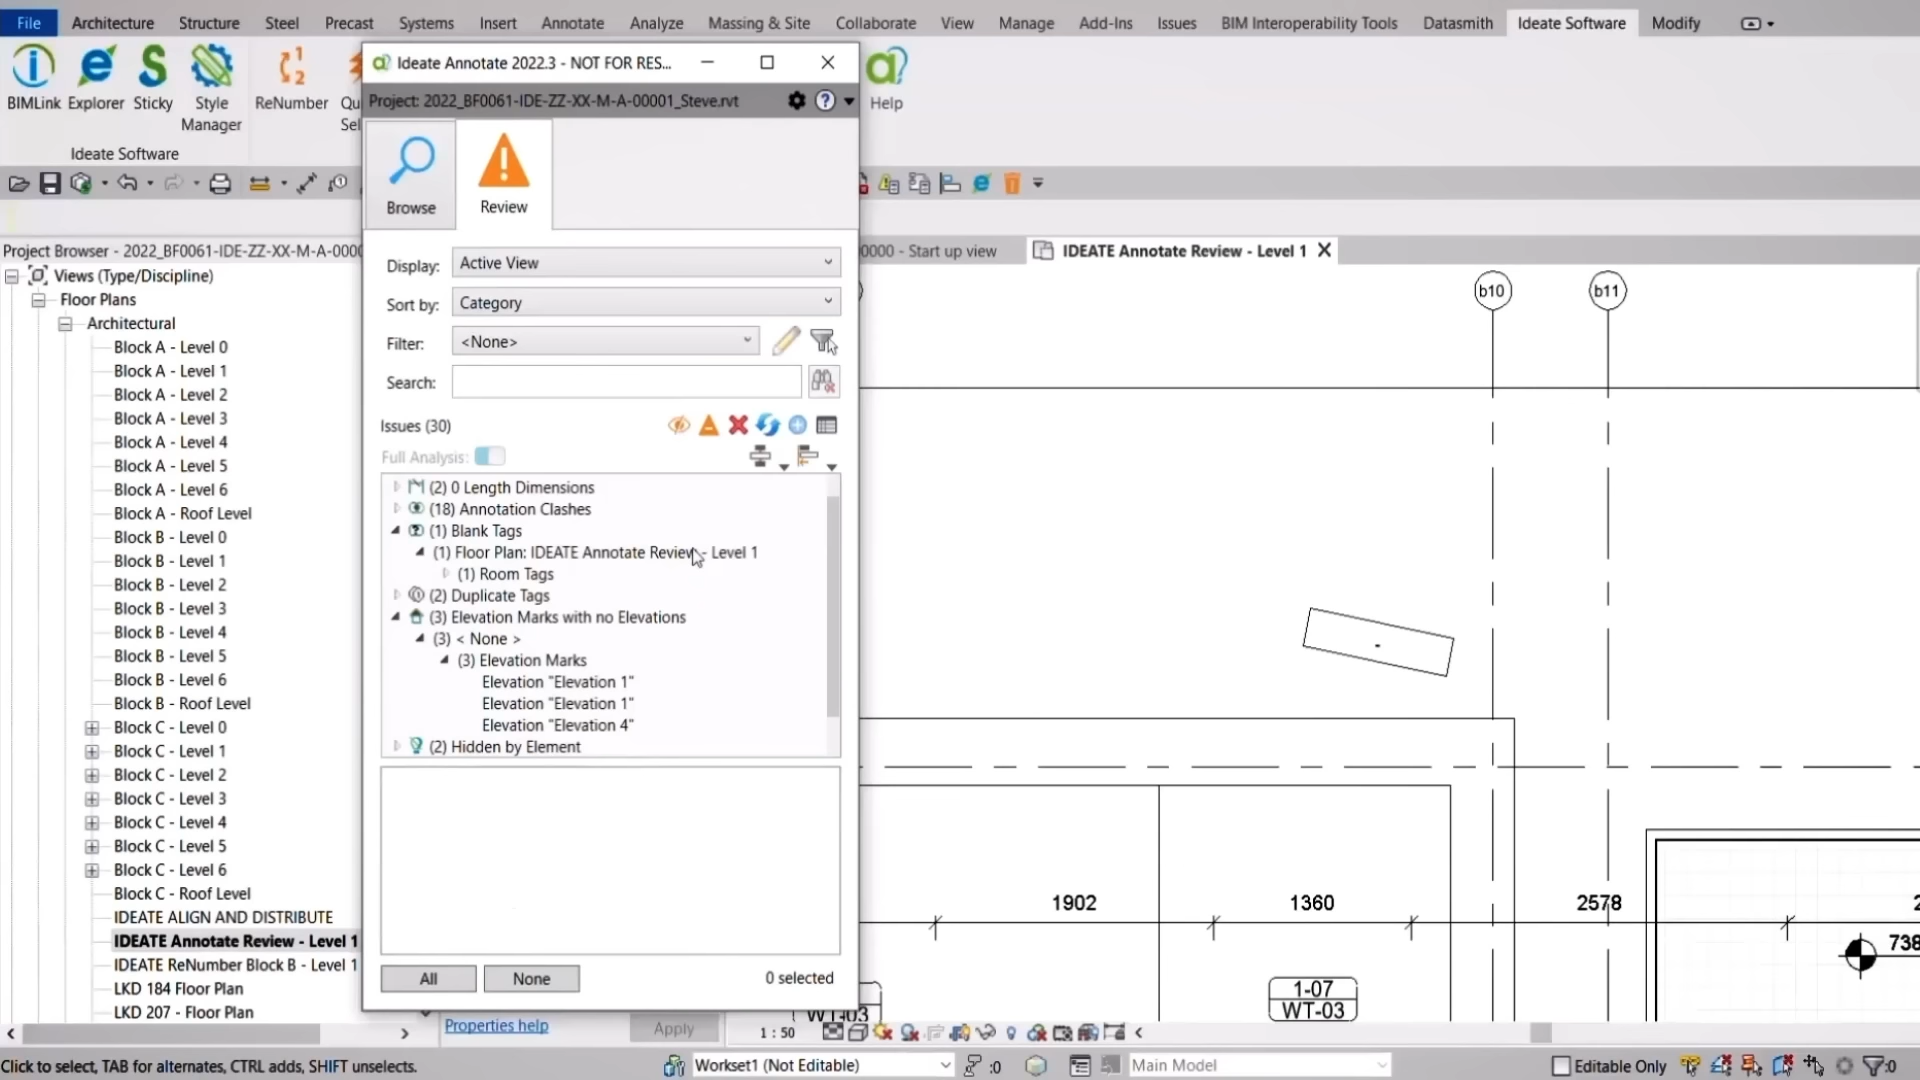 File Architecture Structure Steel Precast Systems Insert Annotate Analyze Massing & Site Collaborate View Manage Add-Ins Issues BIM Interoperability Tools Datasmith Ideate Software Modify
BIMLink Explorer Sticky Style Manager ReNumber Help
Ideate Software
Ideate Annotate 2022.3 - NOT FOR RES...
Project: 2022_BF0061-IDE-ZZ-XX-M-A-00001_Steve.rvt
Browse
Review
Display: Active View
Sort by: Category
Filter: <None>
Search:
Issues (30)
Full Analysis:
(2) 0 Length Dimensions
(18) Annotation Clashes
(1) Blank Tags
(1) Floor Plan: IDEATE Annotate Review - Level 1
(1) Room Tags
(2) Duplicate Tags
(3) Elevation Marks with no Elevations
(3) < None >
(3) Elevation Marks
Elevation "Elevation 1"
Elevation "Elevation 1"
Elevation "Elevation 4"
(2) Hidden by Element
All
None
0 selected
Project Browser - 2022_BF0061-IDE-ZZ-XX-M-A-0000
Views (Type/Discipline)
Floor Plans
Architectural
Block A - Level 0
Block A - Level 1
Block A - Level 2
Block A - Level 3
Block A - Level 4
Block A - Level 5
Block A - Level 6
Block A - Roof Level
Block B - Level 0
Block B - Level 1
Block B - Level 2
Block B - Level 3
Block B - Level 4
Block B - Level 5
Block B - Level 6
Block B - Roof Level
Block C - Level 0
Block C - Level 1
Block C - Level 2
Block C - Level 3
Block C - Level 4
Block C - Level 5
Block C - Level 6
Block C - Roof Level
IDEATE ALIGN AND DISTRIBUTE
IDEATE Annotate Review - Level 1
IDEATE ReNumber Block B - Level 1
LKD 184 Floor Plan
LKD 207 - Floor Plan
0000 - Start up view
IDEATE Annotate Review - Level 1
b10
b11
1902
1360
2578
738
1-07
WT-03
WT-03
Properties help
Apply
1 : 50
Click to select, TAB for alternates, CTRL adds, SHIFT unselects.
Workset1 (Not Editable)
:0
Main Model
Editable Only
:0